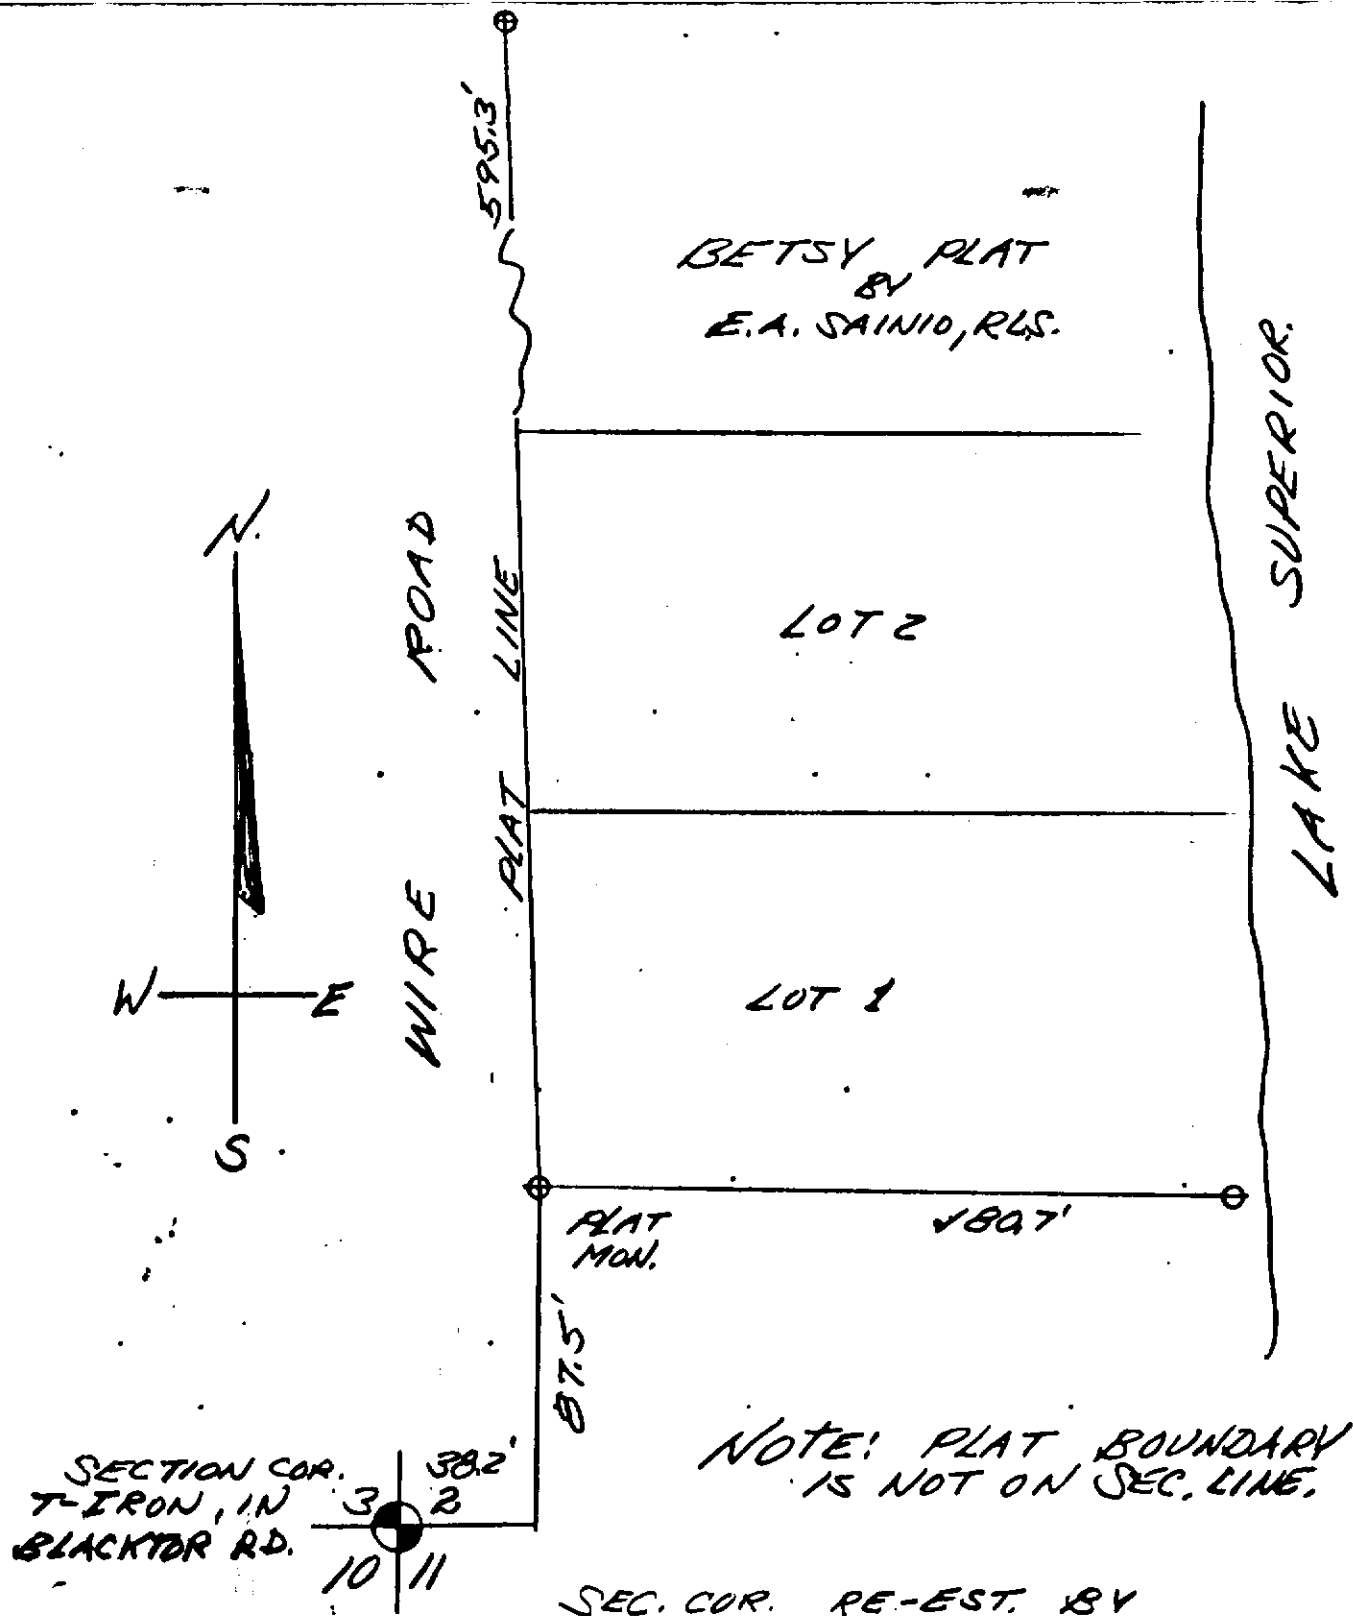 595.3'
BETSY PLAT
BY
E.A. SAINIO, RLS.
LAKE SUPERIOR.
N.
W
E
S
WIRE ROAD
PLAT LINE
LOT 2
LOT 1
PLAT
MON.
87.5'
SECTION COR.
T-IRON, IN
BLACKTOP RD.
38.2'
3 2
10 11
NOTE: PLAT BOUNDARY
IS NOT ON SEC. LINE.
SEC. COR. RE-EST. BY